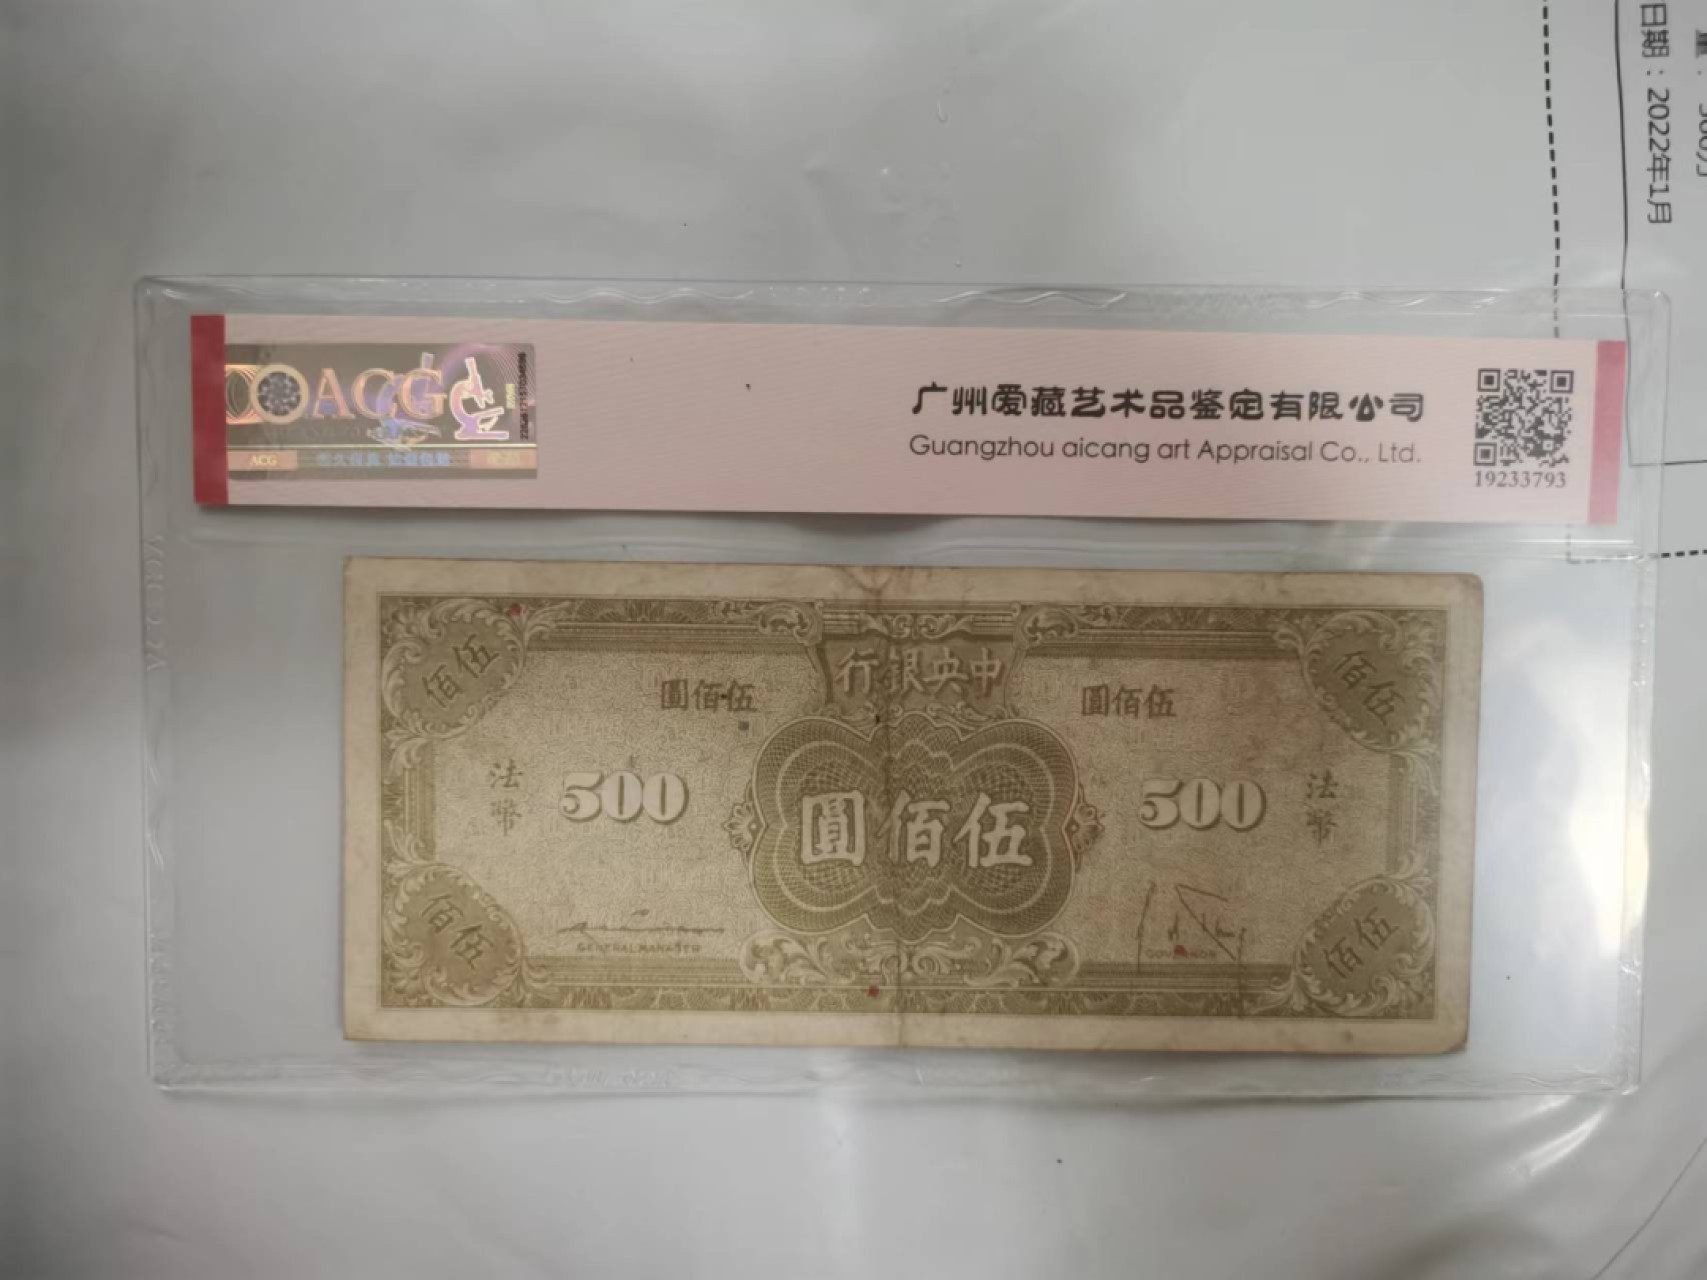 日期：2022年1月
ACG
广州爱藏艺术品鉴定有限公司
Guangzhou aicang art Appraisal Co., Ltd.
19233793
ACG
佰伍
行銀央中
佰伍
圓佰伍
圓佰伍
法幣
500
圓佰伍
500
法幣
GENERAL MANAGER
GOVERNOR
佰伍
佰伍